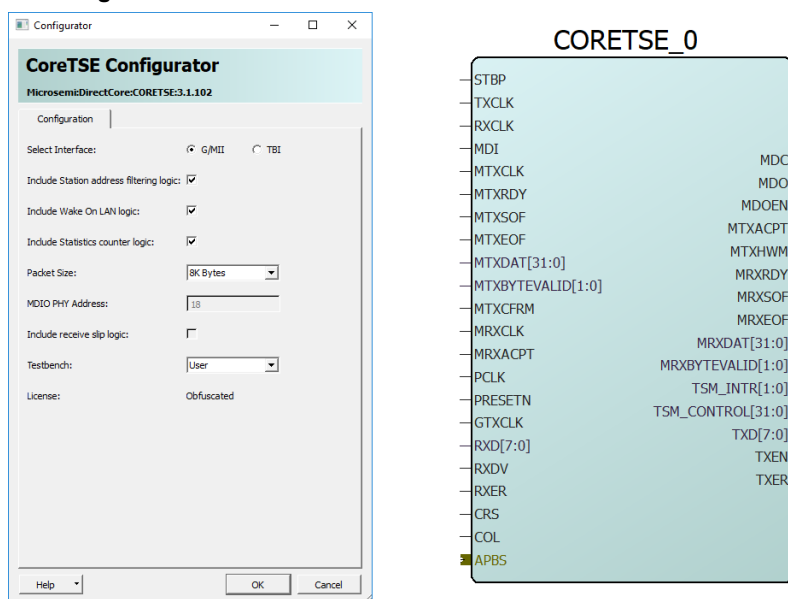 Configurator
CoreTSE Configurator
Microsemi:DirectCore:CORETSE:3.1.102
Configuration
Select Interface: G/MII TBI
Include Station address filtering logic:
Include Wake On LAN logic:
Include Statistics counter logic:
Packet Size: 8K Bytes
MDIO PHY Address: 18
Include receive slip logic:
Testbench: User
License: Obfuscated
Help OK Cancel
CORETSE_0
STBP
TXCLK
RXCLK
MDI
MTXCLK
MTXRDY
MTXSOF
MTXEOF
MTXDAT[31:0]
MTXBYTEVALID[1:0]
MTXCFRM
MRXCLK
MRXACPT
PCLK
PRESETN
GTXCLK
RXD[7:0]
RXDV
RXER
CRS
COL
APBS
MDC
MDO
MDOEN
MTXACPT
MTXHWM
MRXRDY
MRXSOF
MRXEOF
MRXDAT[31:0]
MRXBYTEVALID[1:0]
TSM_INTR[1:0]
TSM_CONTROL[31:0]
TXD[7:0]
TXEN
TXER